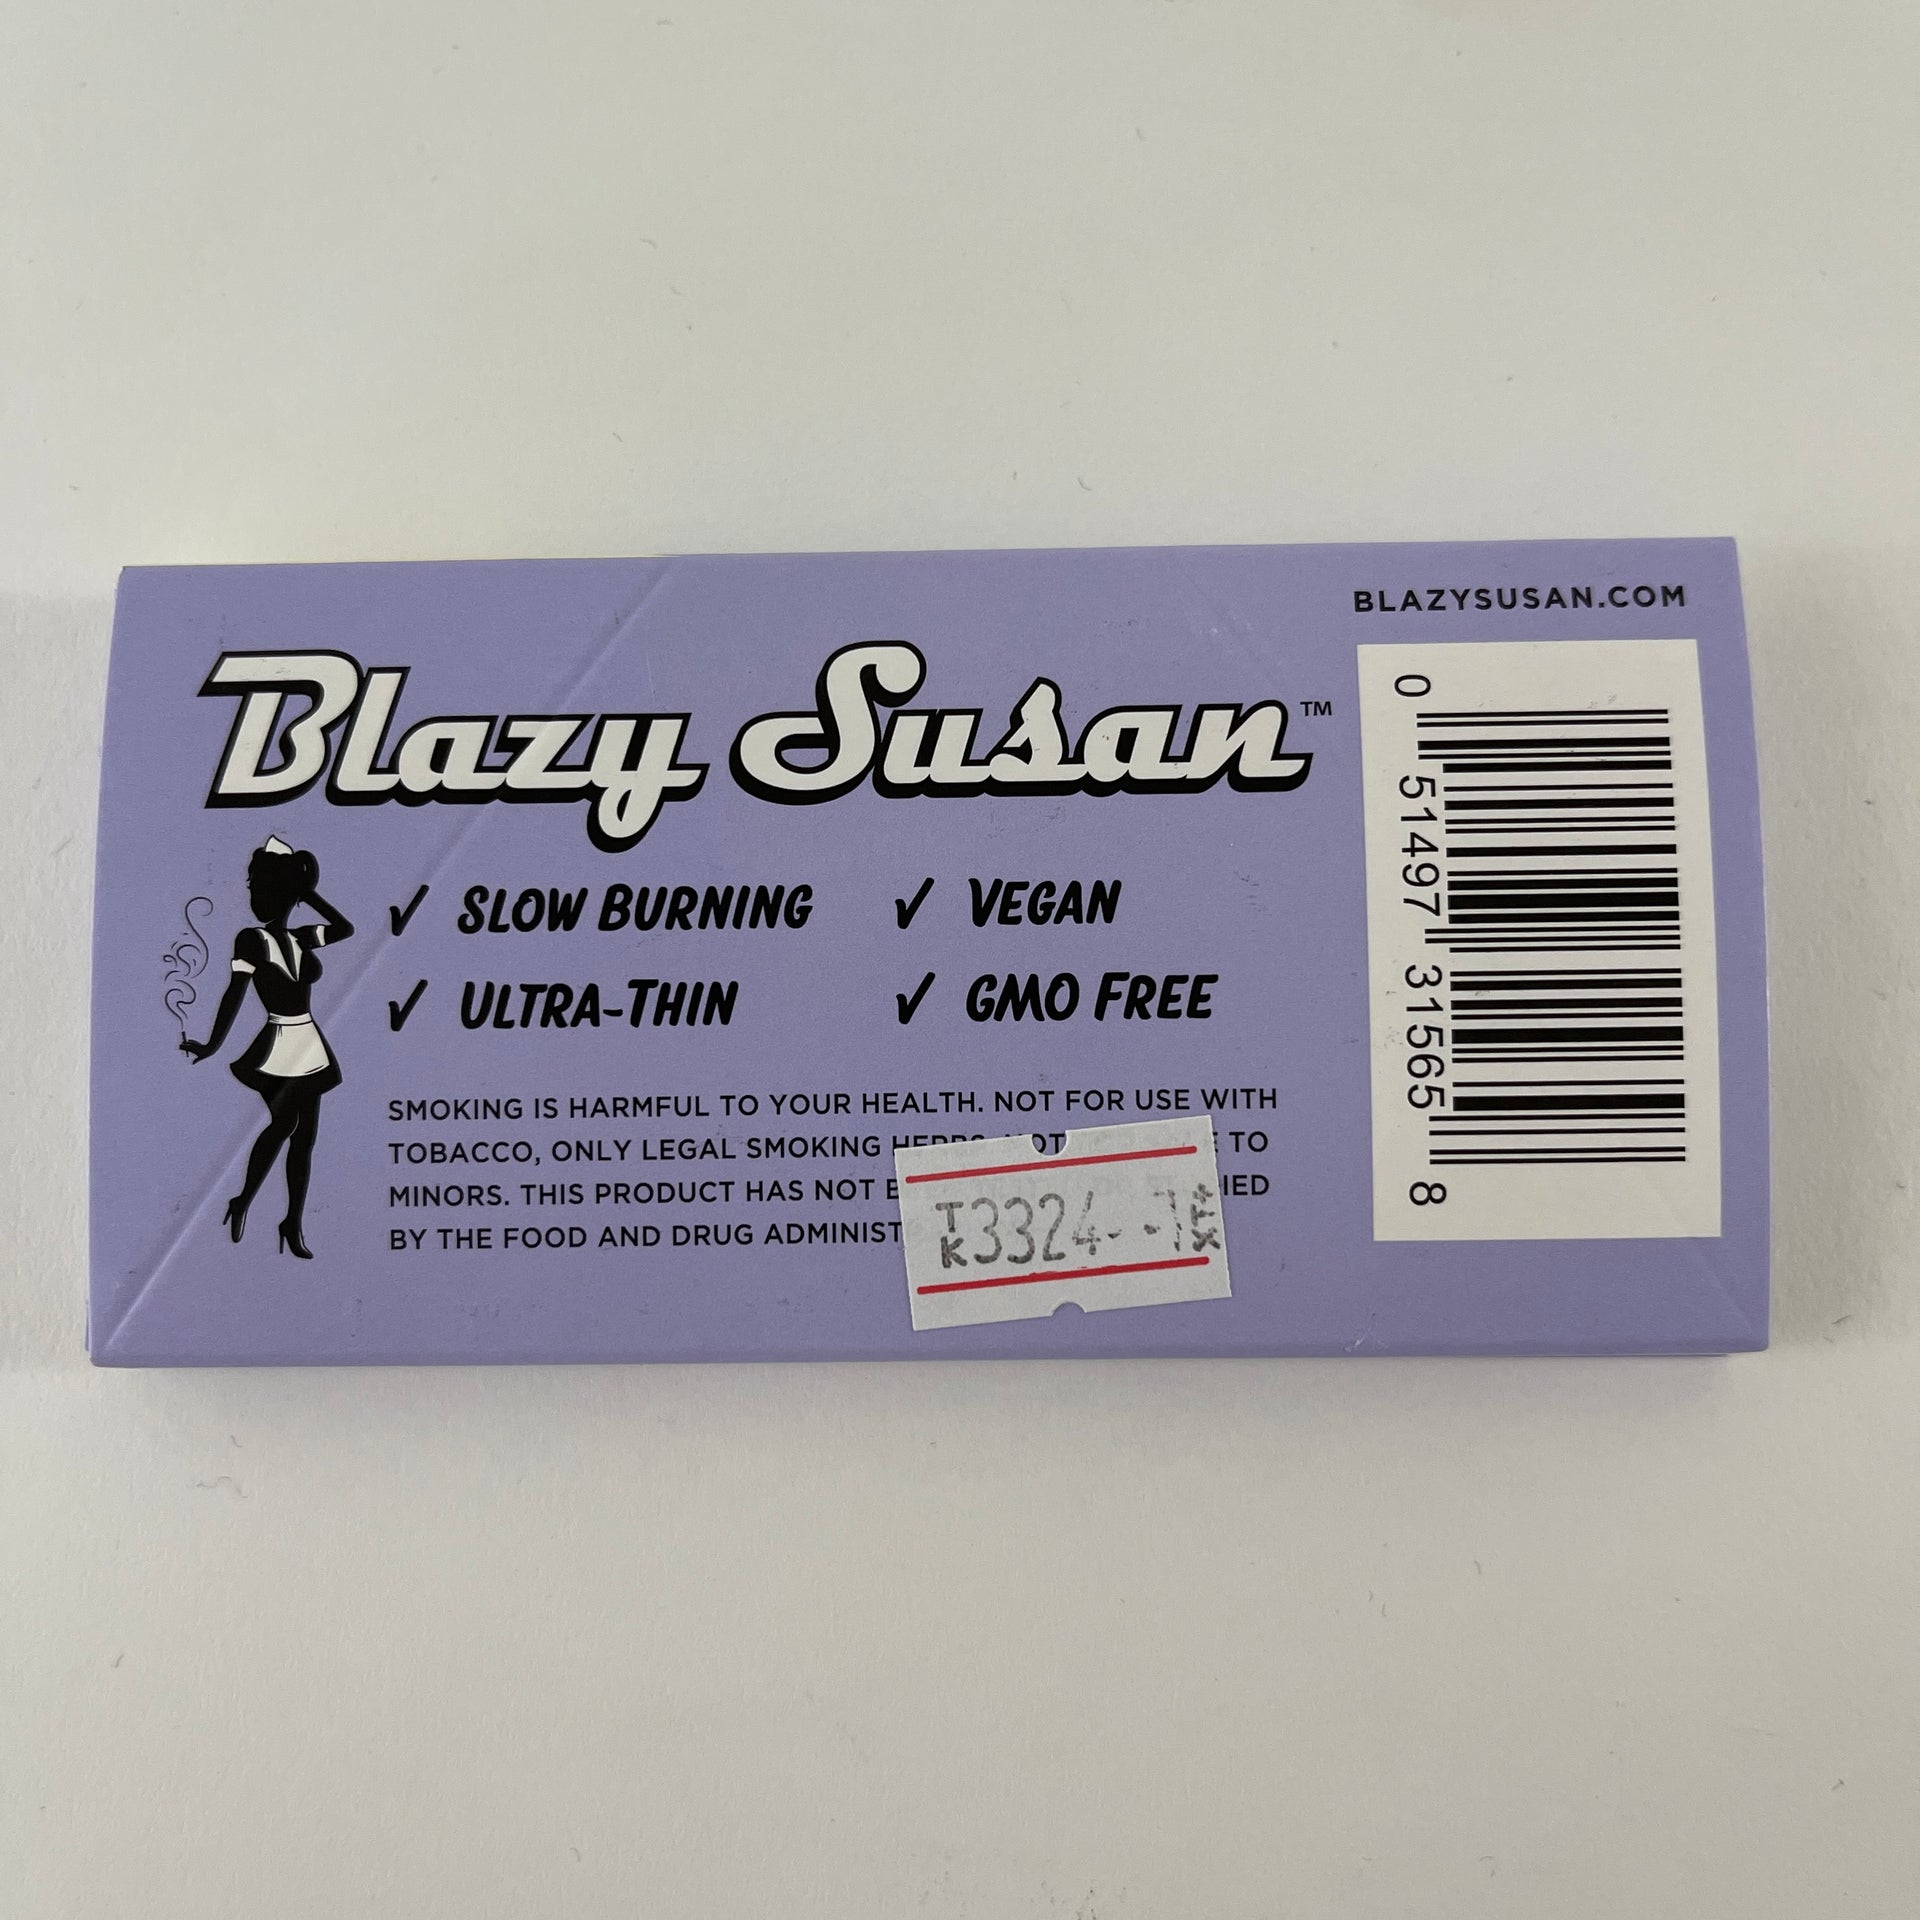 BLAZYSUSAN.COM
Blazy Susan™
✓ SLOW BURNING ✓ VEGAN
✓ ULTRA-THIN ✓ GMO FREE
SMOKING IS HARMFUL TO YOUR HEALTH. NOT FOR USE WITH
TOBACCO, ONLY LEGAL SMOKING TO
MINORS. THIS PRODUCT HAS NOT
BY THE FOOD AND DRUG
TK3324
0 51497 31565 8